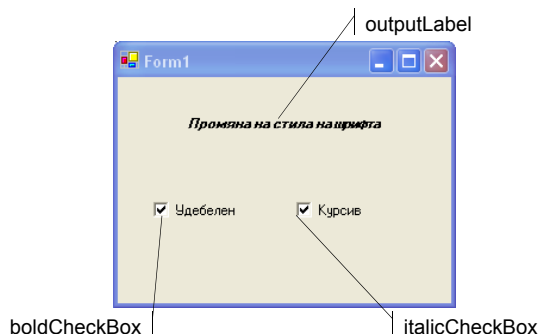 outputLabel
Form1
Промяна на стила на шрифта
Удебелен Курсив
boldCheckBox italicCheckBox